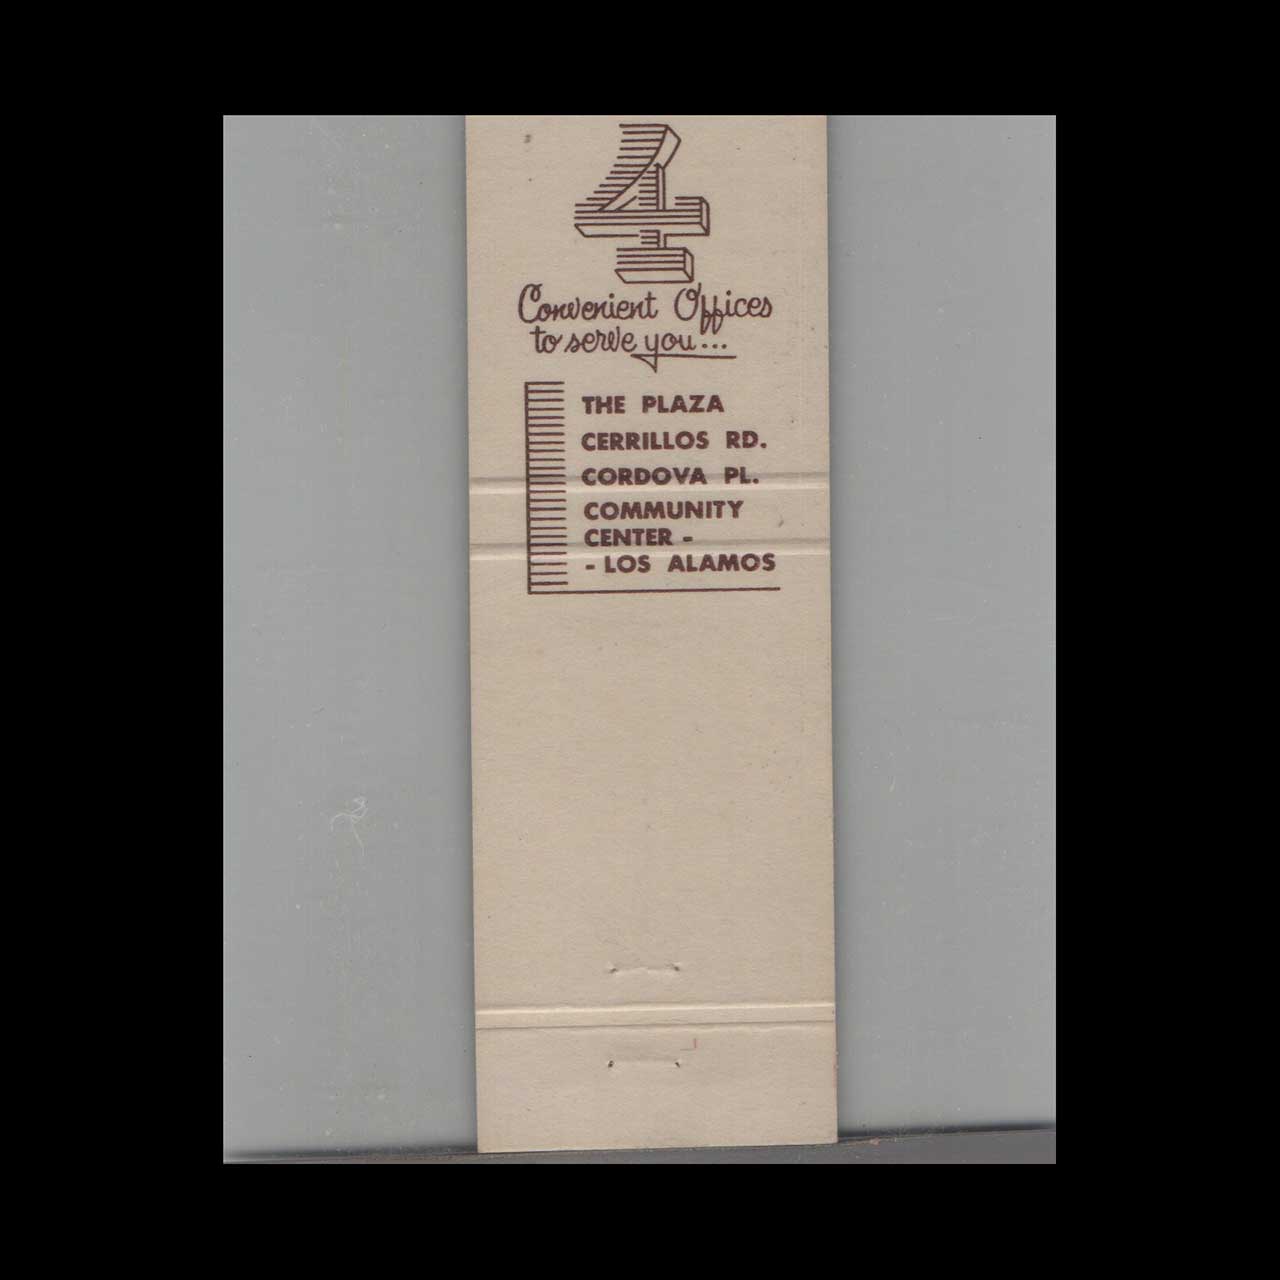 4
Convenient Offices
to serve you...
THE PLAZA
CERRILLOS RD.
CORDOVA PL.
COMMUNITY
CENTER -
- LOS ALAMOS